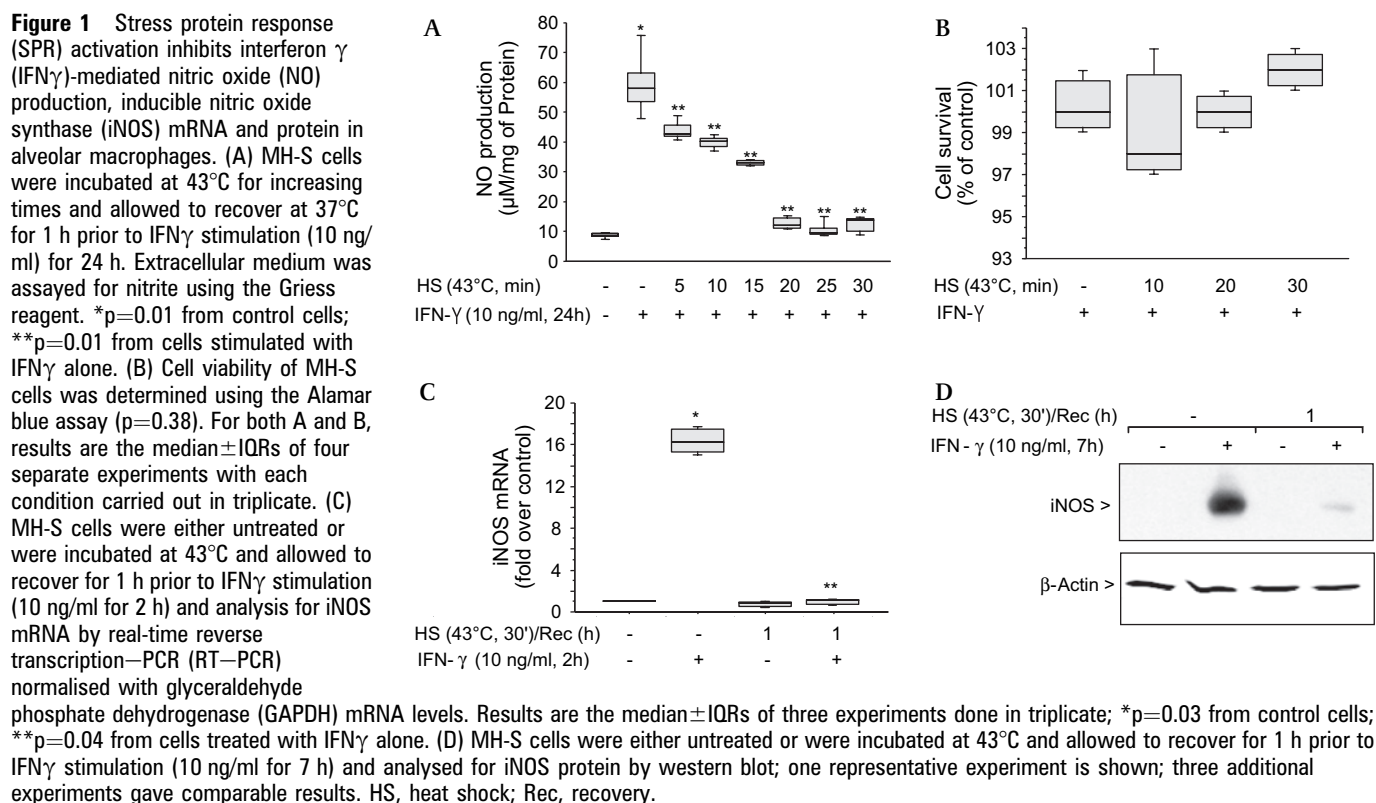 Figure 1 Stress protein response
(SPR) activation inhibits interferon γ
(IFNγ)-mediated nitric oxide (NO)
production, inducible nitric oxide
synthase (iNOS) mRNA and protein in
alveolar macrophages. (A) MH-S cells
were incubated at 43°C for increasing
times and allowed to recover at 37°C
for 1 h prior to IFNγ stimulation (10 ng/
ml) for 24 h. Extracellular medium was
assayed for nitrite using the Griess
reagent. *p=0.01 from control cells;
**p=0.01 from cells stimulated with
IFNγ alone. (B) Cell viability of MH-S
cells was determined using the Alamar
blue assay (p=0.38). For both A and B,
results are the median±IQRs of four
separate experiments with each
condition carried out in triplicate. (C)
MH-S cells were either untreated or
were incubated at 43°C and allowed to
recover for 1 h prior to IFNγ stimulation
(10 ng/ml for 2 h) and analysis for iNOS
mRNA by real-time reverse
transcription—PCR (RT—PCR)
normalised with glyceraldehyde
phosphate dehydrogenase (GAPDH) mRNA levels. Results are the median±IQRs of three experiments done in triplicate; *p=0.03 from control cells;
**p=0.04 from cells treated with IFNγ alone. (D) MH-S cells were either untreated or were incubated at 43°C and allowed to recover for 1 h prior to
IFNγ stimulation (10 ng/ml for 7 h) and analysed for iNOS protein by western blot; one representative experiment is shown; three additional
experiments gave comparable results. HS, heat shock; Rec, recovery.
A
NO production
(μM/mg of Protein)
80
70
60
50
40
30
20
10
0
* ** ** ** ** ** **
HS (43°C, min) - - 5 10 15 20 25 30
IFN-γ (10 ng/ml, 24h) - + + + + + + +
B
Cell survival
(% of control)
103
101
99
97
95
93
HS (43°C, min) - 10 20 30
IFN-γ + + + +
C
iNOS mRNA
(fold over control)
20
16
12
8
4
0
* **
HS (43°C, 30')/Rec (h) - - 1 1
IFN- γ (10 ng/ml, 2h) - + - +
D
HS (43°C, 30')/Rec (h) - 1
IFN - γ (10 ng/ml, 7h) - + - +
iNOS >
β-Actin >